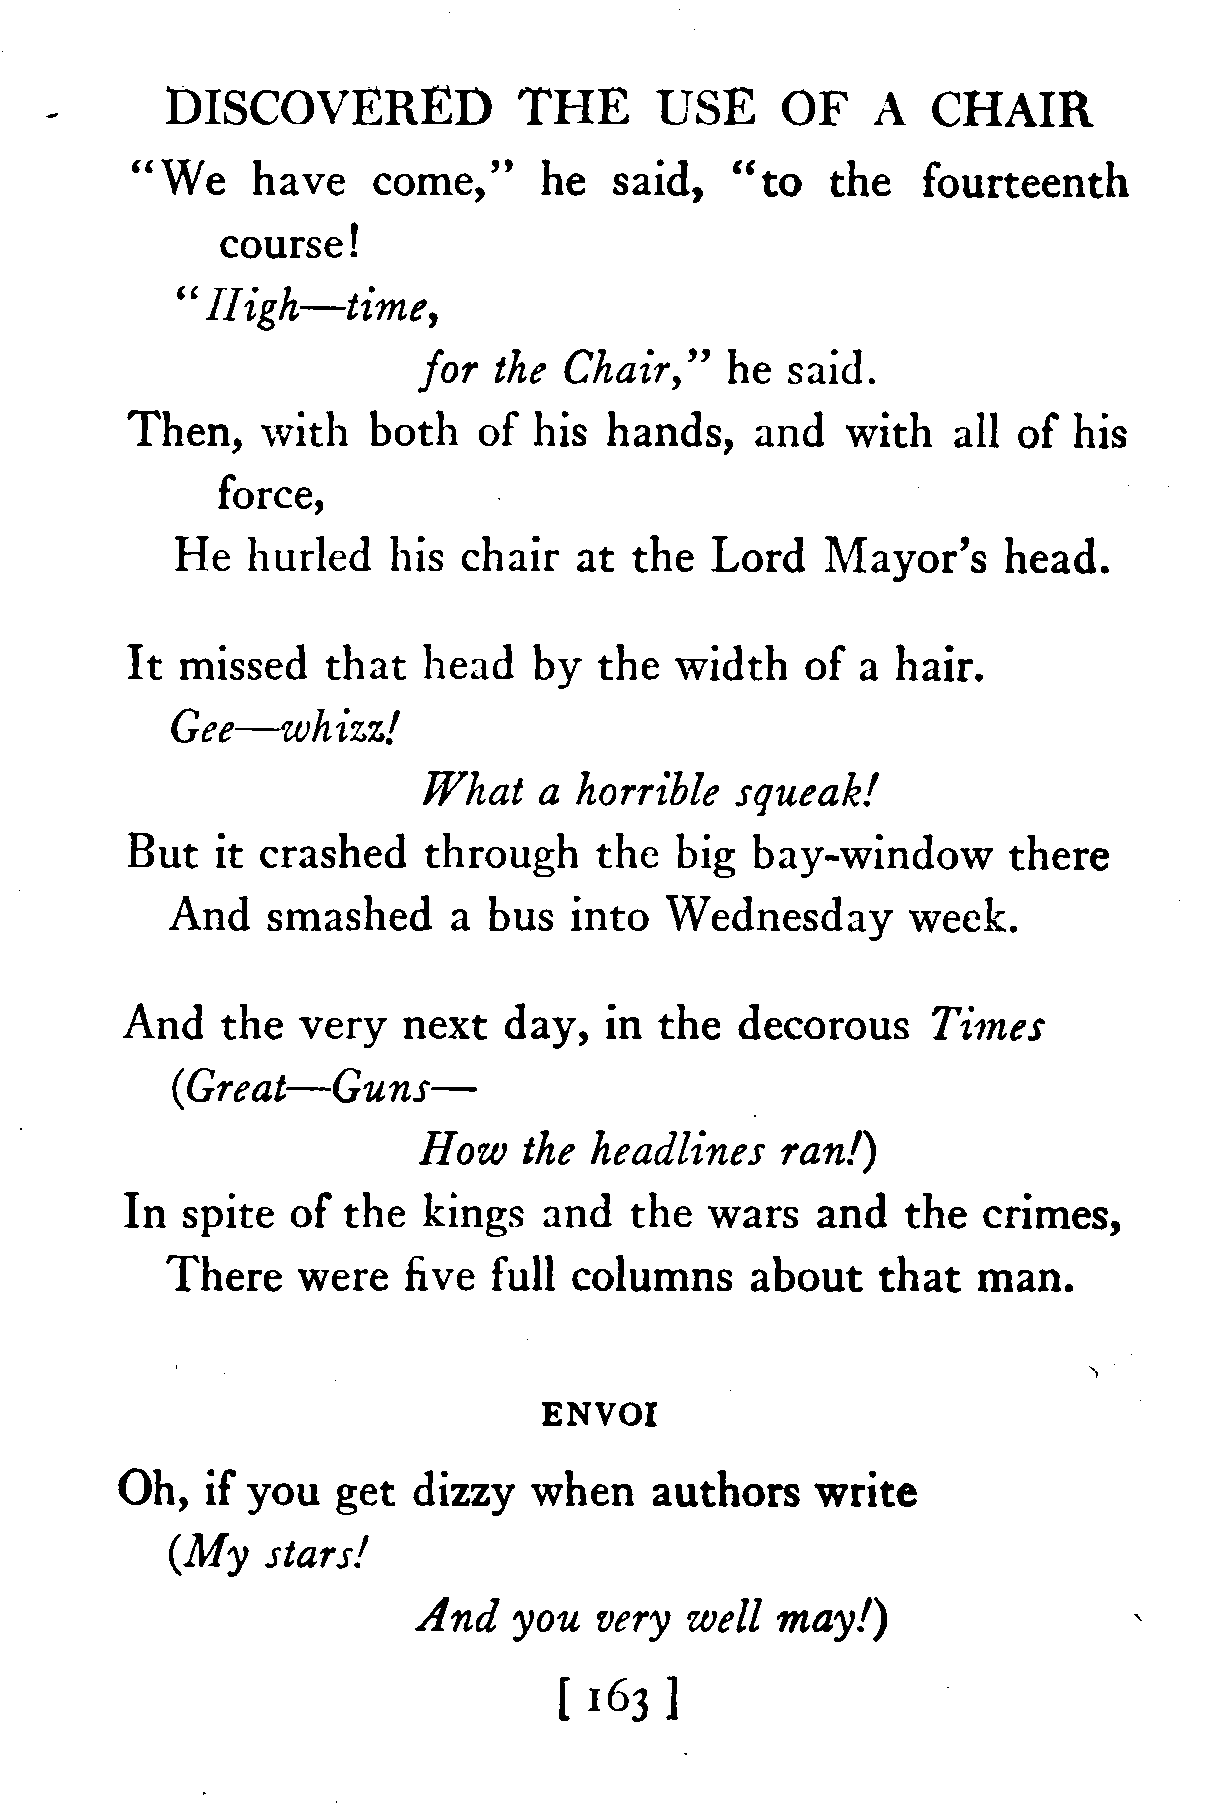 DISCOVERED THE USE OF A CHAIR
"We have come," he said, "to the fourteenth
course!
"High—time,
for the Chair," he said.
Then, with both of his hands, and with all of his
force,
He hurled his chair at the Lord Mayor's head.
It missed that head by the width of a hair.
Gee—whizz!
What a horrible squeak!
But it crashed through the big bay-window there
And smashed a bus into Wednesday week.
And the very next day, in the decorous Times
(Great—Guns—
How the headlines ran!)
In spite of the kings and the wars and the crimes,
There were five full columns about that man.
ENVOI
Oh, if you get dizzy when authors write
(My stars!
And you very well may!)
[ 163 ]